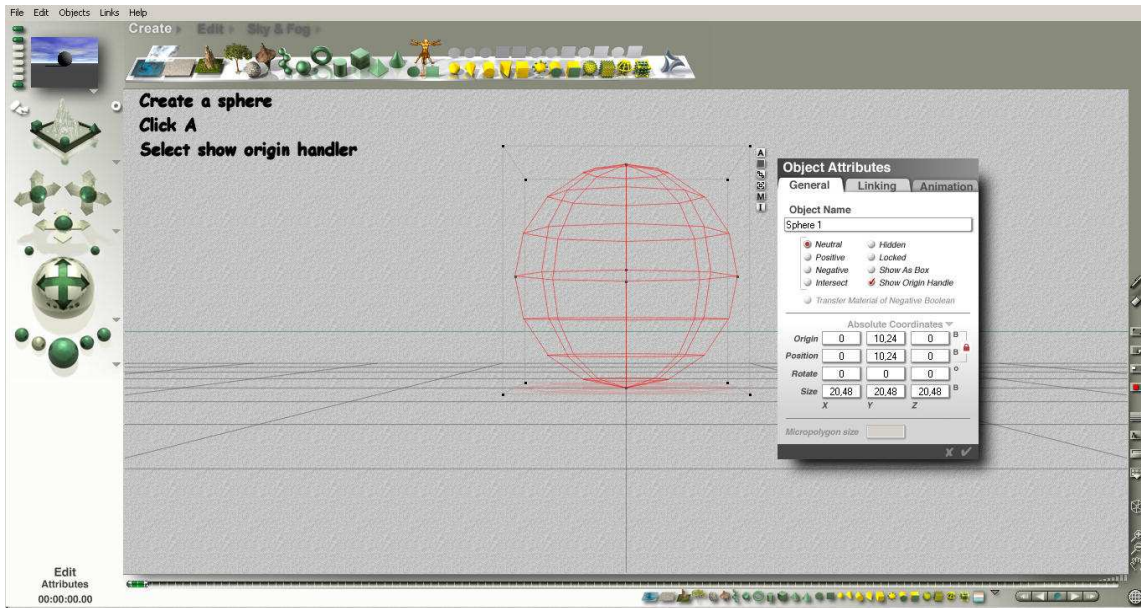 File Edit Objects Links Help
Create Edit Sky & Fog
Create a sphere
Click A
Select show origin handler
A
M
I
Object Attributes
General Linking Animation
Object Name
Sphere 1
Neutral Hidden
Positive Locked
Negative Show As Box
Intersect Show Origin Handle
Transfer Material of Negative Boolean
Absolute Coordinates
Origin 0 10,24 0 B
Position 0 10,24 0 B
Rotate 0 0 0 o
Size 20,48 20,48 20,48 B
X Y Z
Micropolygon size
Edit
Attributes
00:00:00.00